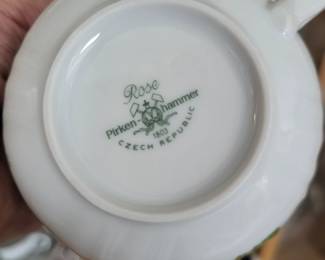 Rose
Pirken hammer
1803
CZECH REPUBLIC